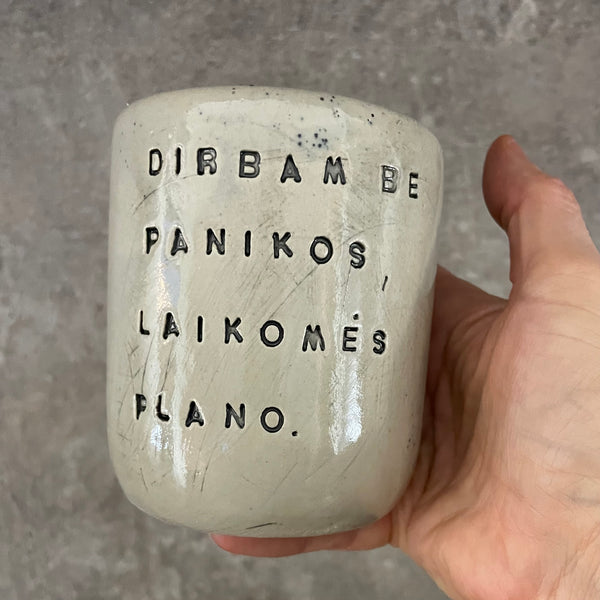 DIRBAM BE
PANIKOS,
LAIKOMĖS
PLANO.